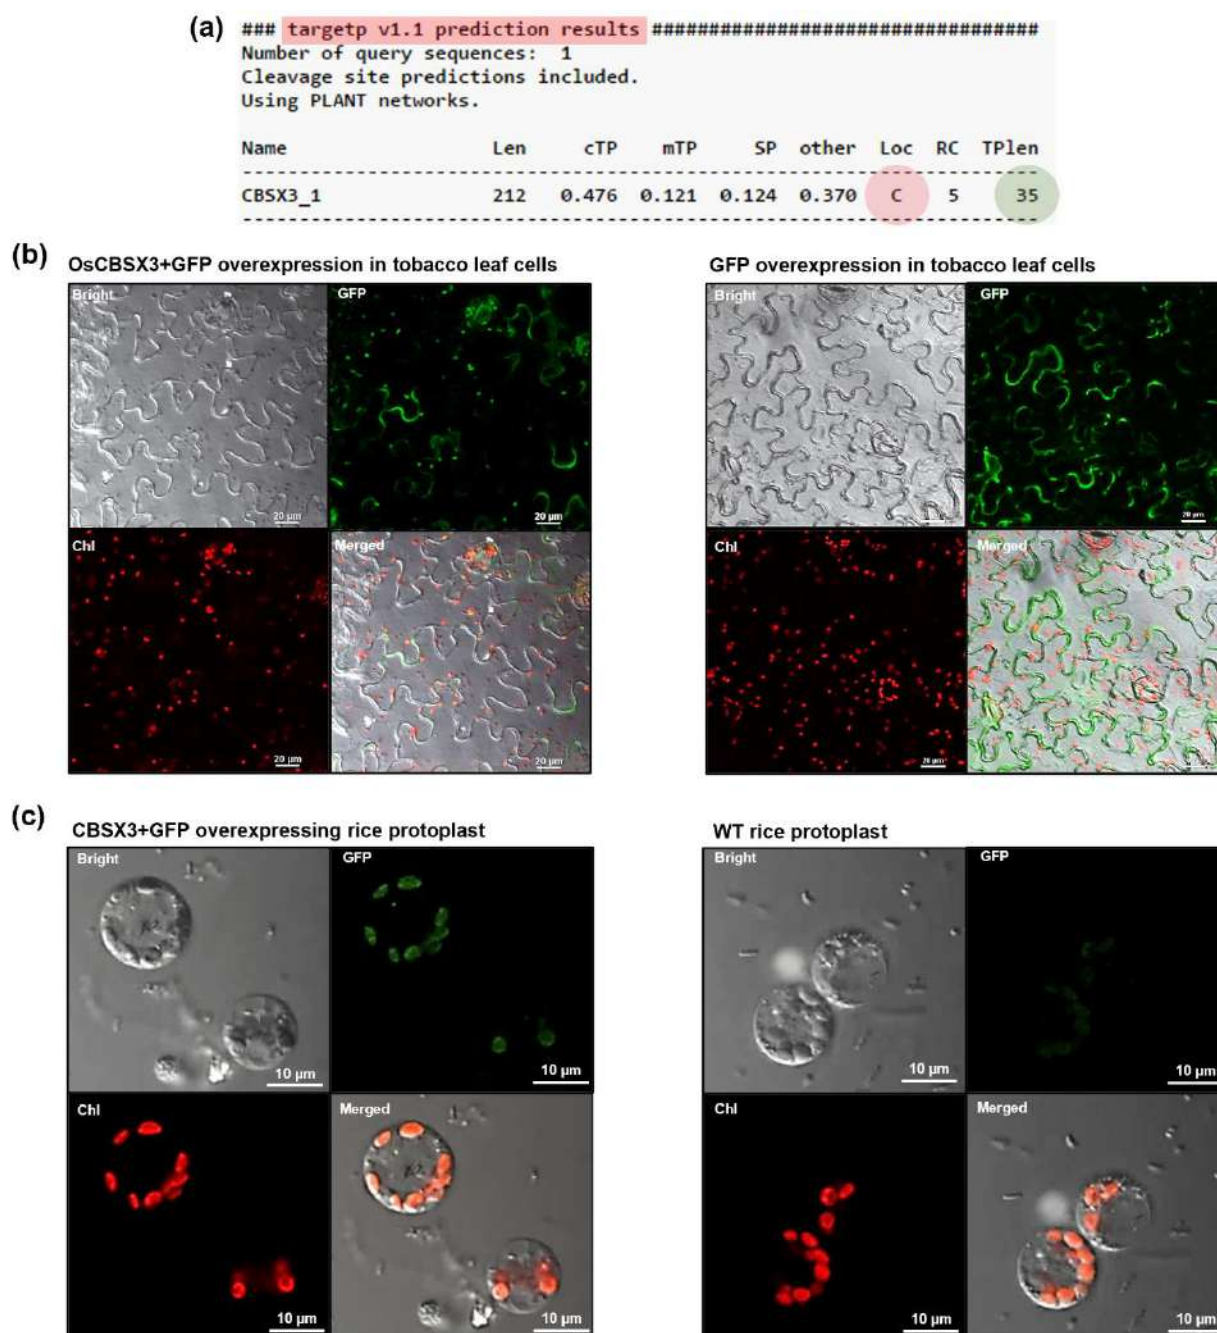 (a)
### targetp v1.1 prediction results ##################################
Number of query sequences: 1
Cleavage site predictions included.
Using PLANT networks.
Name Len cTP mTP SP other Loc RC TPlen
----------------------------------------------------------------------
CBSX3_1 212 0.476 0.121 0.124 0.370 C 5 35
----------------------------------------------------------------------
(b)
OsCBSX3+GFP overexpression in tobacco leaf cells
GFP overexpression in tobacco leaf cells
Bright
GFP
Bright
GFP
20 µm
20 µm
20 µm
Chl
Merged
Chl
Merged
20 µm
20 µm
20 µm
(c)
CBSX3+GFP overexpressing rice protoplast
WT rice protoplast
Bright
GFP
Bright
GFP
10 µm
10 µm
10 µm
10 µm
Chl
Merged
Chl
Merged
10 µm
10 µm
10 µm
10 µm